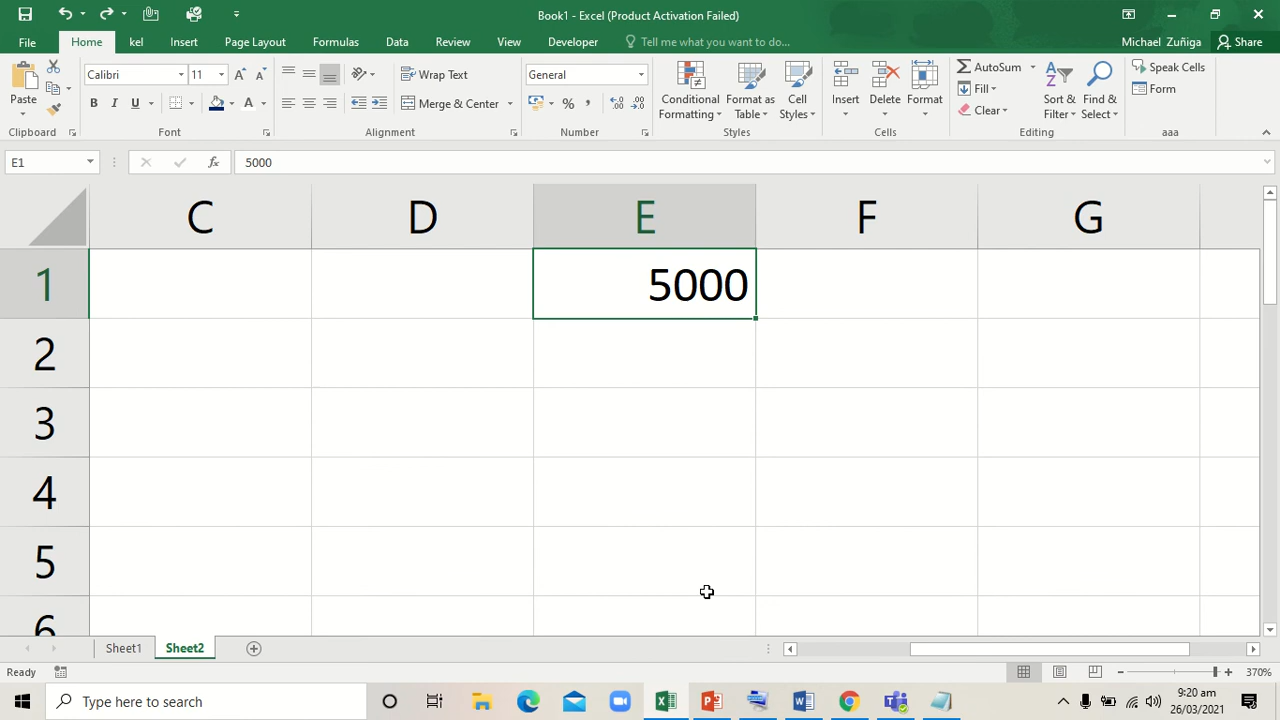 Book1 - Excel (Product Activation Failed)
File Home kel Insert Page Layout Formulas Data Review View Developer Tell me what you want to do... Michael Zuñiga Share
Paste
Calibri 11
B I U
Wrap Text
Merge & Center
General
Conditional Formatting
Format as Table
Cell Styles
Insert
Delete
Format
AutoSum
Fill
Clear
Sort & Filter
Find & Select
Speak Cells
Form
Clipboard Font Alignment Number Styles Cells Editing aaa
E1 fx 5000
C D E F G
1 5000
2
3
4
5
6
Sheet1 Sheet2
Ready 370%
Type here to search
9:20 am
26/03/2021